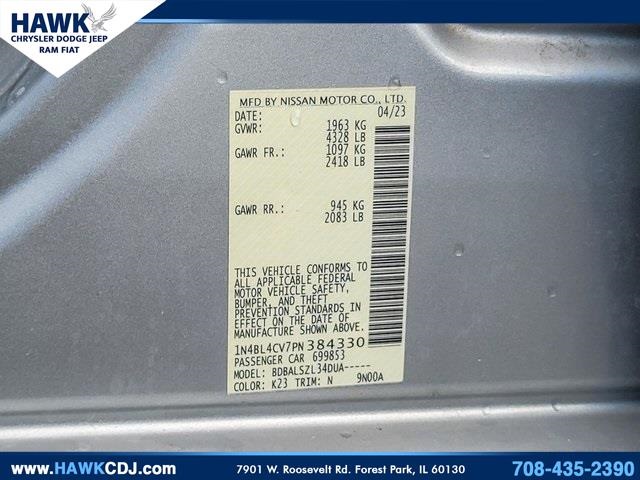 HAWK
CHRYSLER DODGE JEEP
RAM FIAT
MFD BY NISSAN MOTOR CO., LTD.
DATE: 04/23
GVWR: 1963 KG
4328 LB
GAWR FR.: 1097 KG
2418 LB
GAWR RR.: 945 KG
2083 LB
THIS VEHICLE CONFORMS TO
ALL APPLICABLE FEDERAL
MOTOR VEHICLE SAFETY,
BUMPER, AND THEFT
PREVENTION STANDARDS IN
EFFECT ON THE DATE OF
MANUFACTURE SHOWN ABOVE.
1N4BL4CV7PN384330
PASSENGER CAR 699853
MODEL: BDBALSZL34DUA-----
COLOR: K23 TRIM: N 9N00A
www.HAWKCDJ.com
7901 W. Roosevelt Rd. Forest Park, IL 60130
708-435-2390